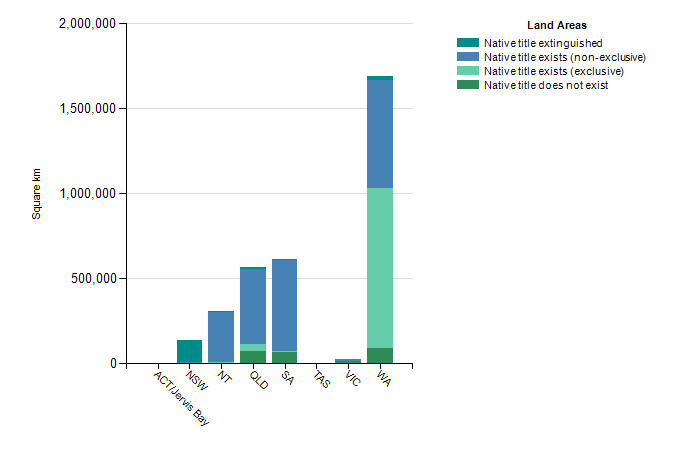 Land Areas
Native title extinguished
Native title exists (non-exclusive)
Native title exists (exclusive)
Native title does not exist
Square km
2,000,000
1,500,000
1,000,000
500,000
0
ACT/Jervis Bay
NSW
NT
QLD
SA
TAS
VIC
WA